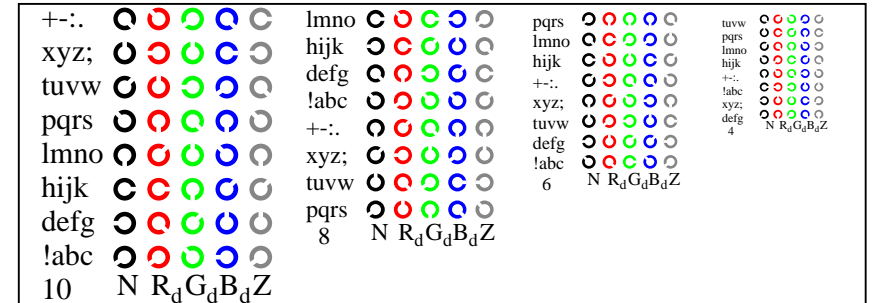 +-:.
xyz;
tuvw
pqrs
lmno
hijk
defg
!abc
10 N RdGdBdZ
lmno
hijk
defg
!abc
+-:.
xyz;
tuvw
pqrs
8 N RdGdBdZ
pqrs
lmno
hijk
+-:.
xyz;
tuvw
defg
!abc
6 N RdGdBdZ
tuvw
pqrs
lmno
hijk
+-:.
!abc
xyz;
defg
4 N RdGdBdZ